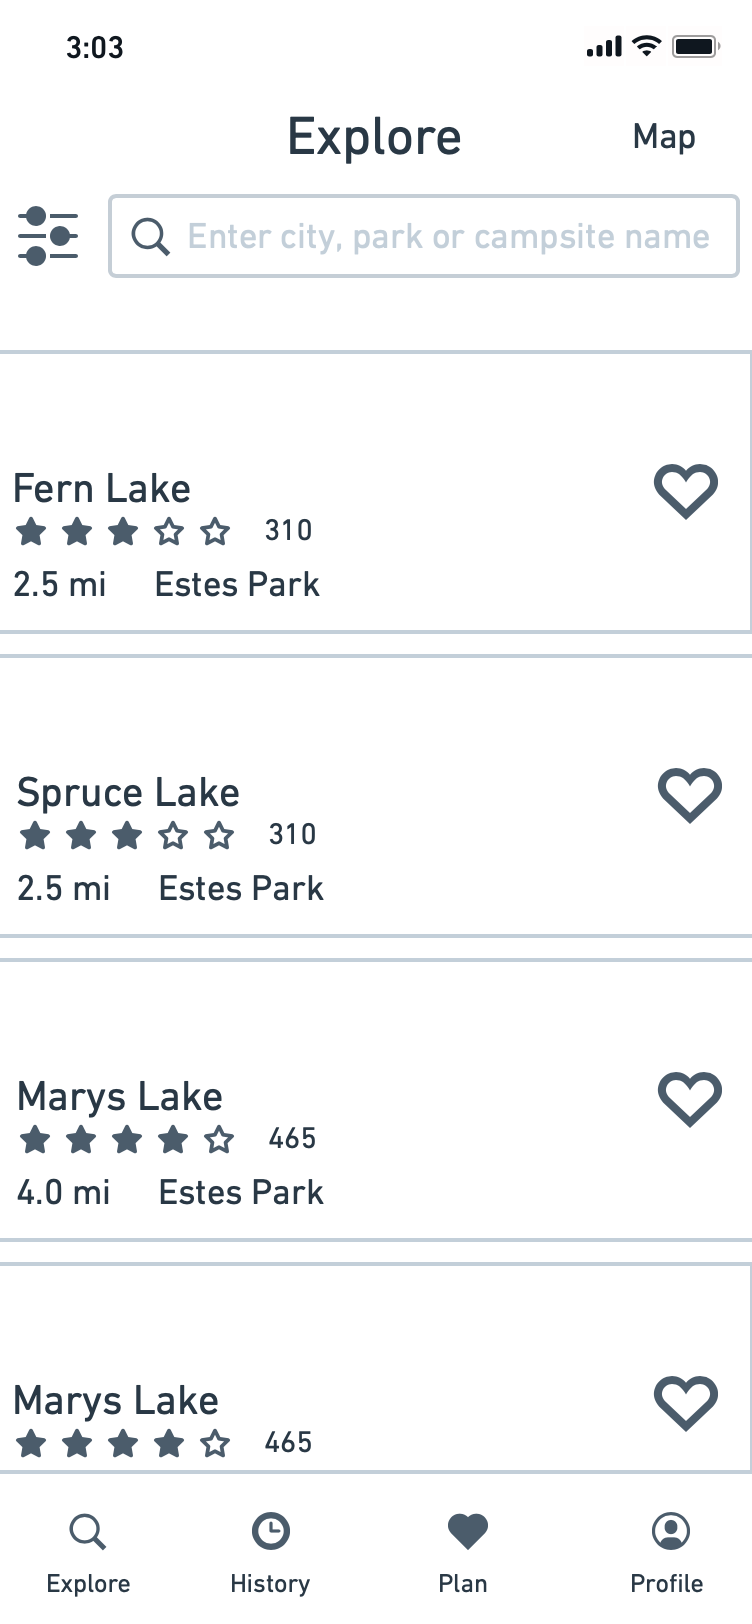 3:03
Explore Map
Enter city, park or campsite name
Fern Lake
310
2.5 mi Estes Park
Spruce Lake
310
2.5 mi Estes Park
Marys Lake
465
4.0 mi Estes Park
Marys Lake
465
Explore History Plan Profile